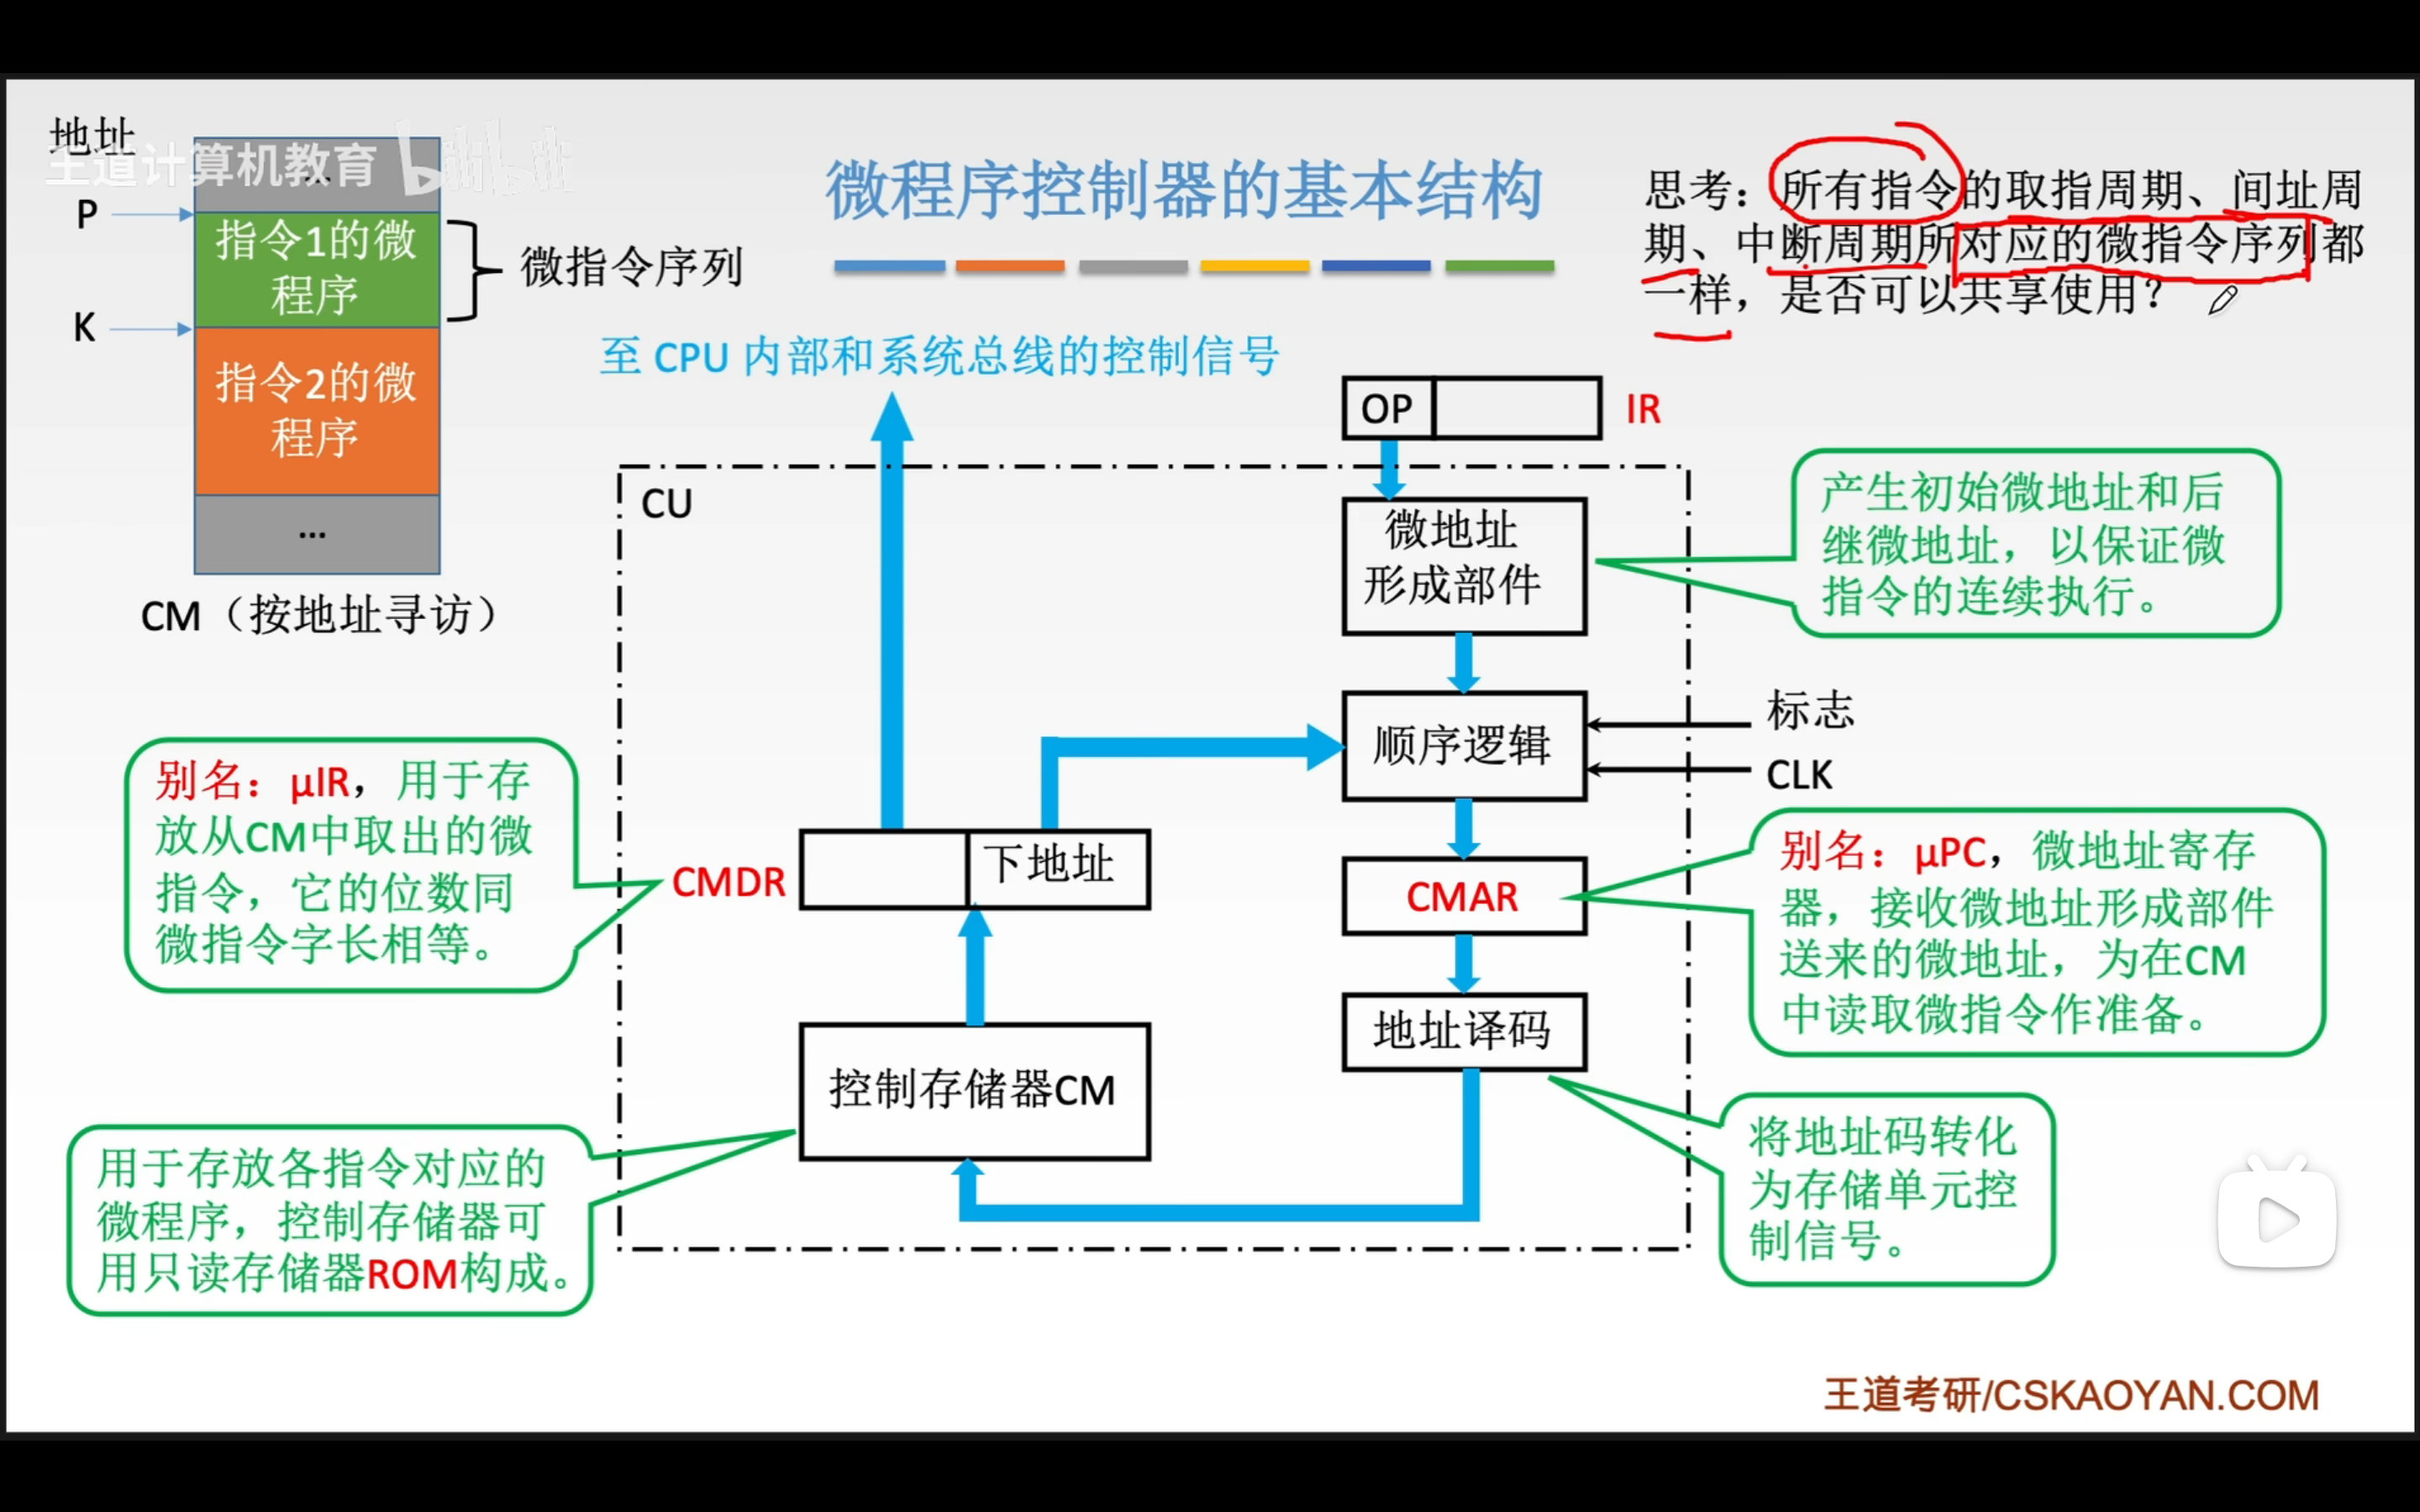 地址
王道计算机教育 bilibili
...
P
指令1的微
程序
微指令序列
K
指令2的微
程序
...
CM（按地址寻访）
微程序控制器的基本结构
思考：所有指令的取指周期、间址周
期、中断周期所对应的微指令序列都
一样，是否可以共享使用？
至 CPU 内部和系统总线的控制信号
OP
IR
CU
微地址
形成部件
产生初始微地址和后
继微地址，以保证微
指令的连续执行。
顺序逻辑
标志
CLK
别名：μIR，用于存
放从CM中取出的微
指令，它的位数同
微指令字长相等。
CMDR
下地址
CMAR
别名：μPC，微地址寄存
器，接收微地址形成部件
送来的微地址，为在CM
中读取微指令作准备。
地址译码
控制存储器CM
将地址码转化
为存储单元控
制信号。
用于存放各指令对应的
微程序，控制存储器可
用只读存储器ROM构成。
王道考研/CSKAOYAN.COM